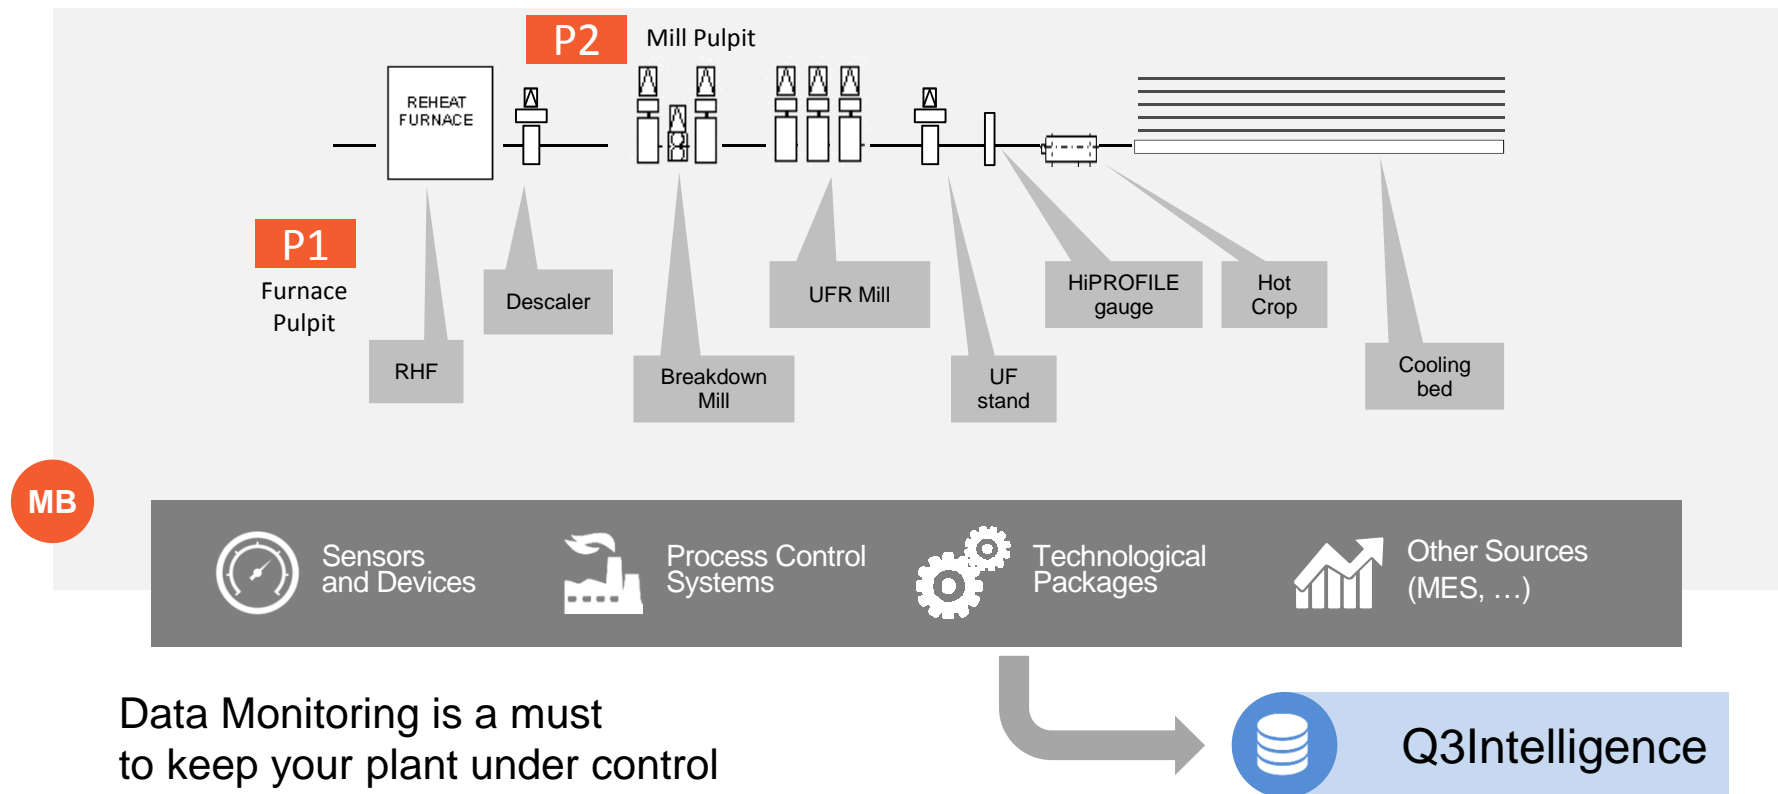 P2
Mill Pulpit
REHEAT
FURNACE
P1
Furnace
Pulpit
RHF
Descaler
Breakdown
Mill
UFR Mill
UF
stand
HiPROFILE
gauge
Hot
Crop
Cooling
bed
MB
Sensors
and Devices
Process Control
Systems
Technological
Packages
Other Sources
(MES, …)
Data Monitoring is a must
to keep your plant under control
Q3Intelligence